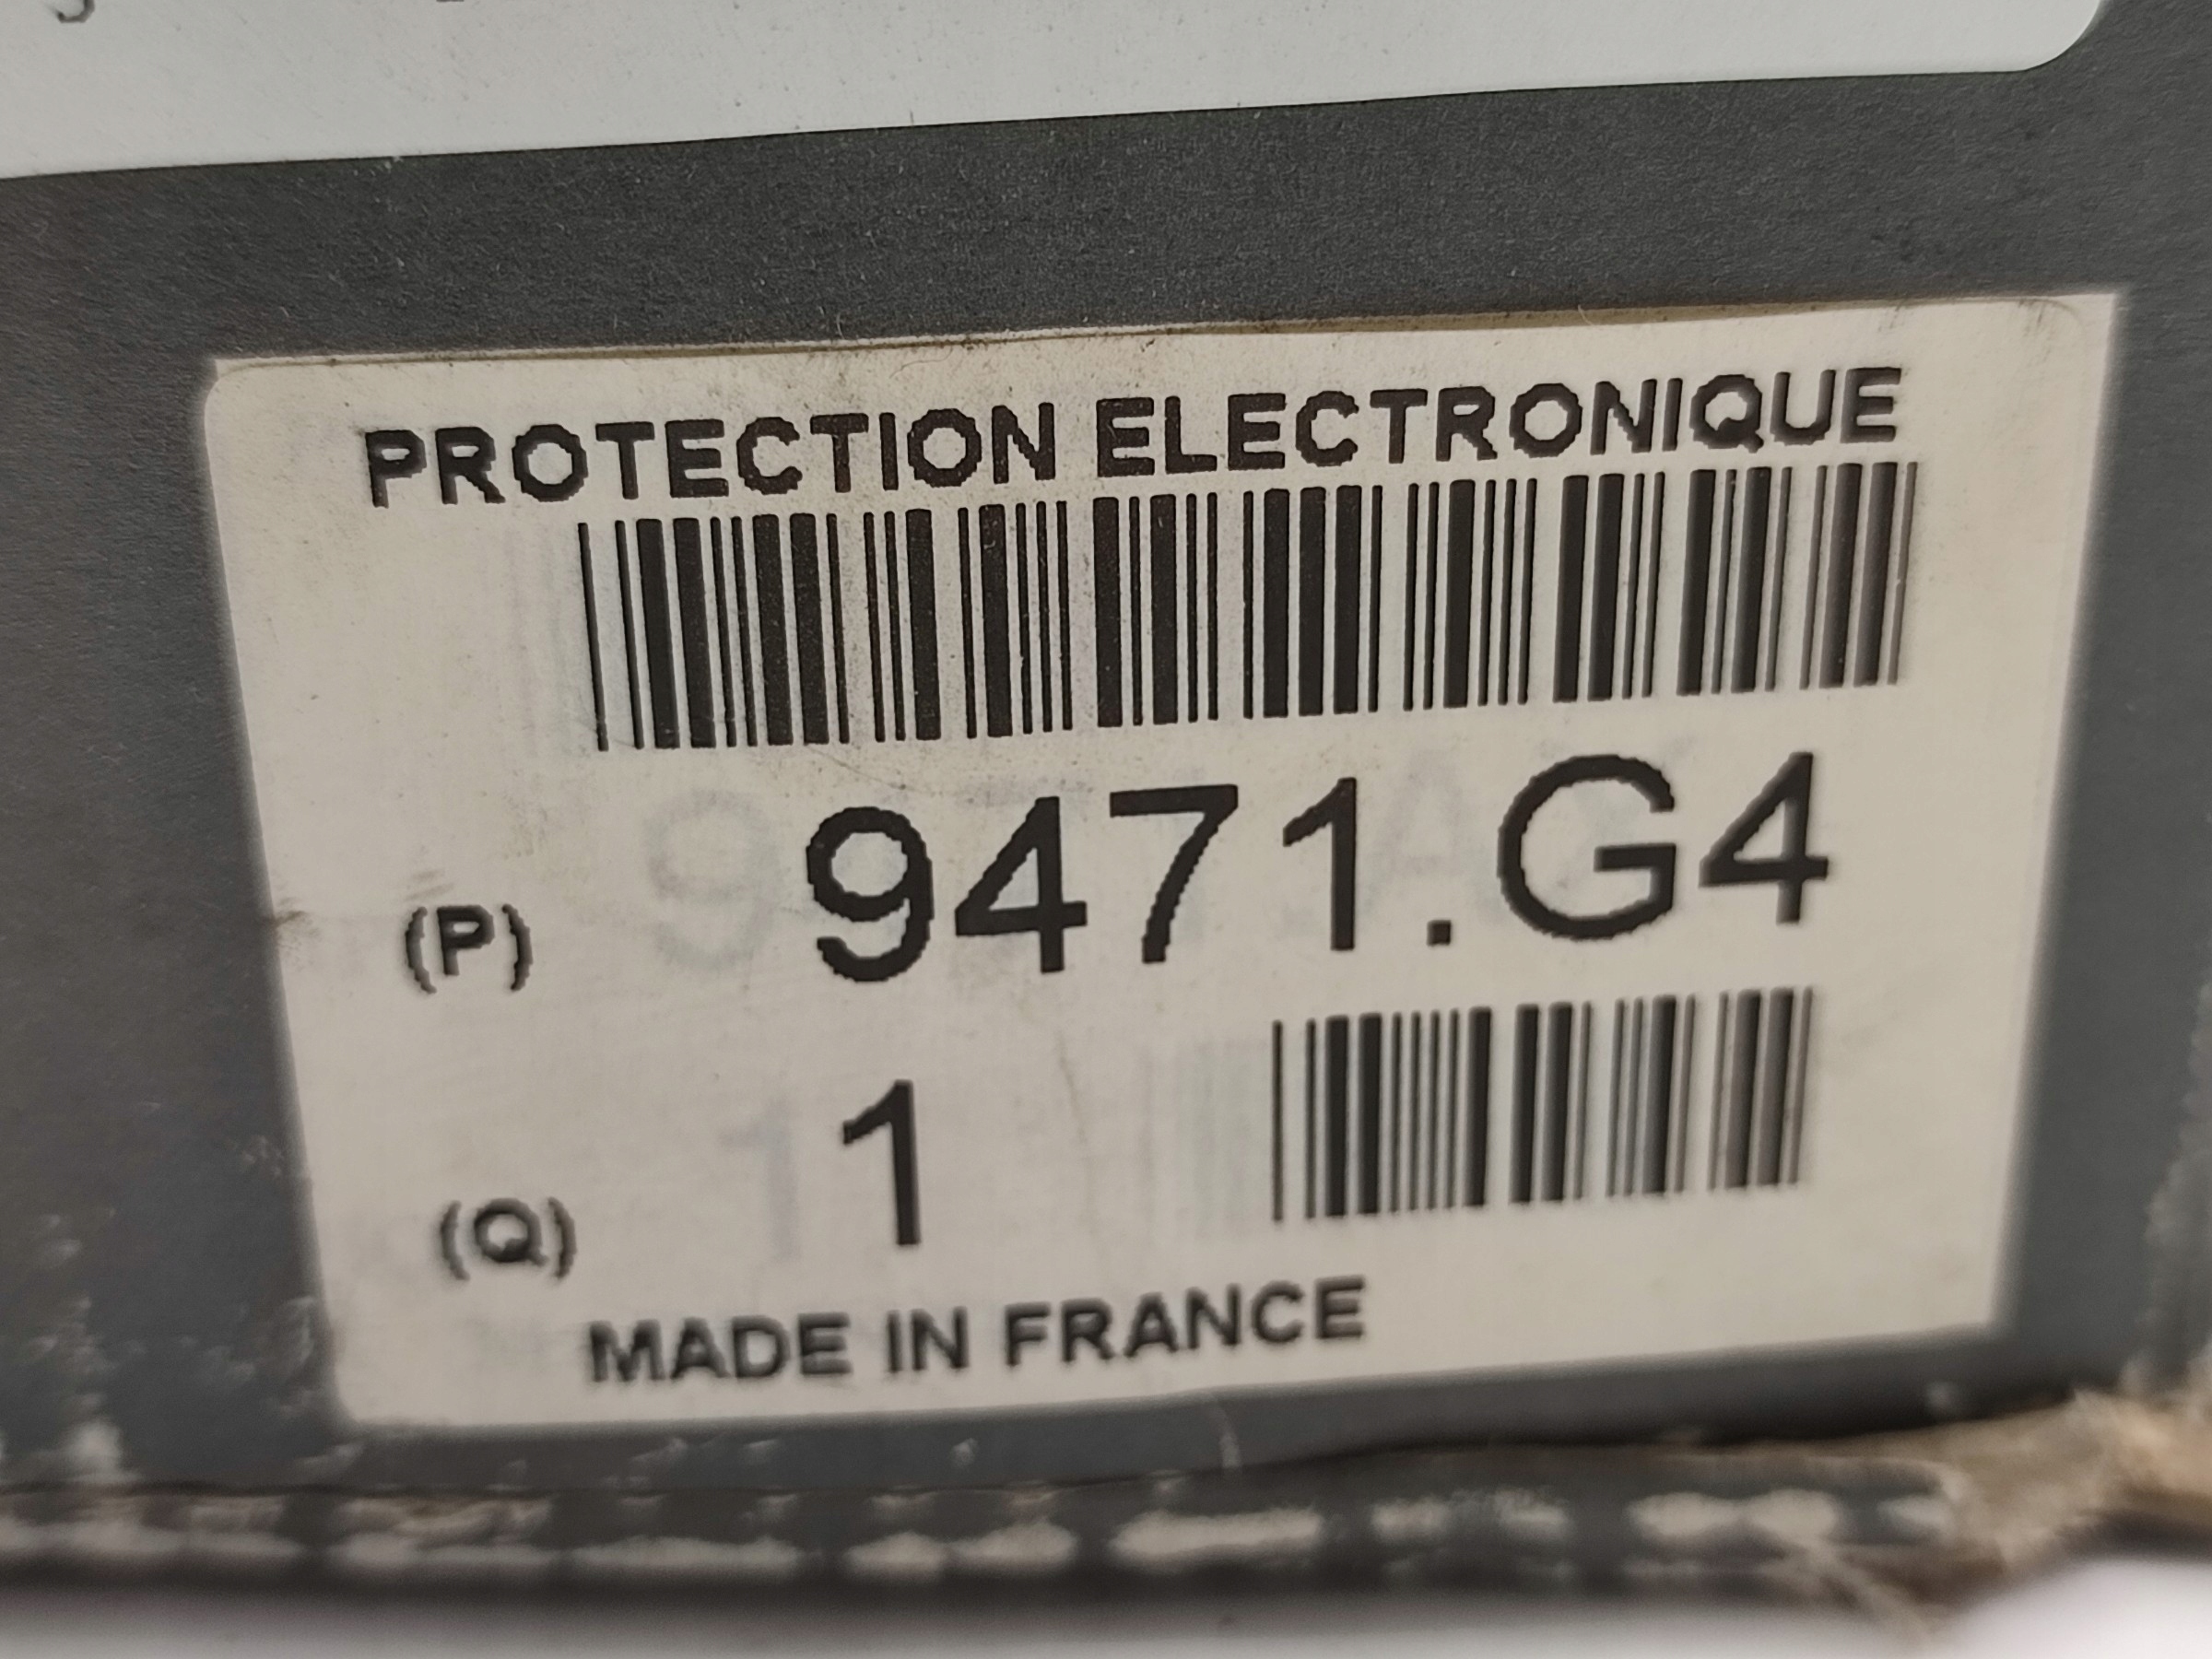 PROTECTION ELECTRONIQUE
(P) 9471.G4
(Q) 1
MADE IN FRANCE